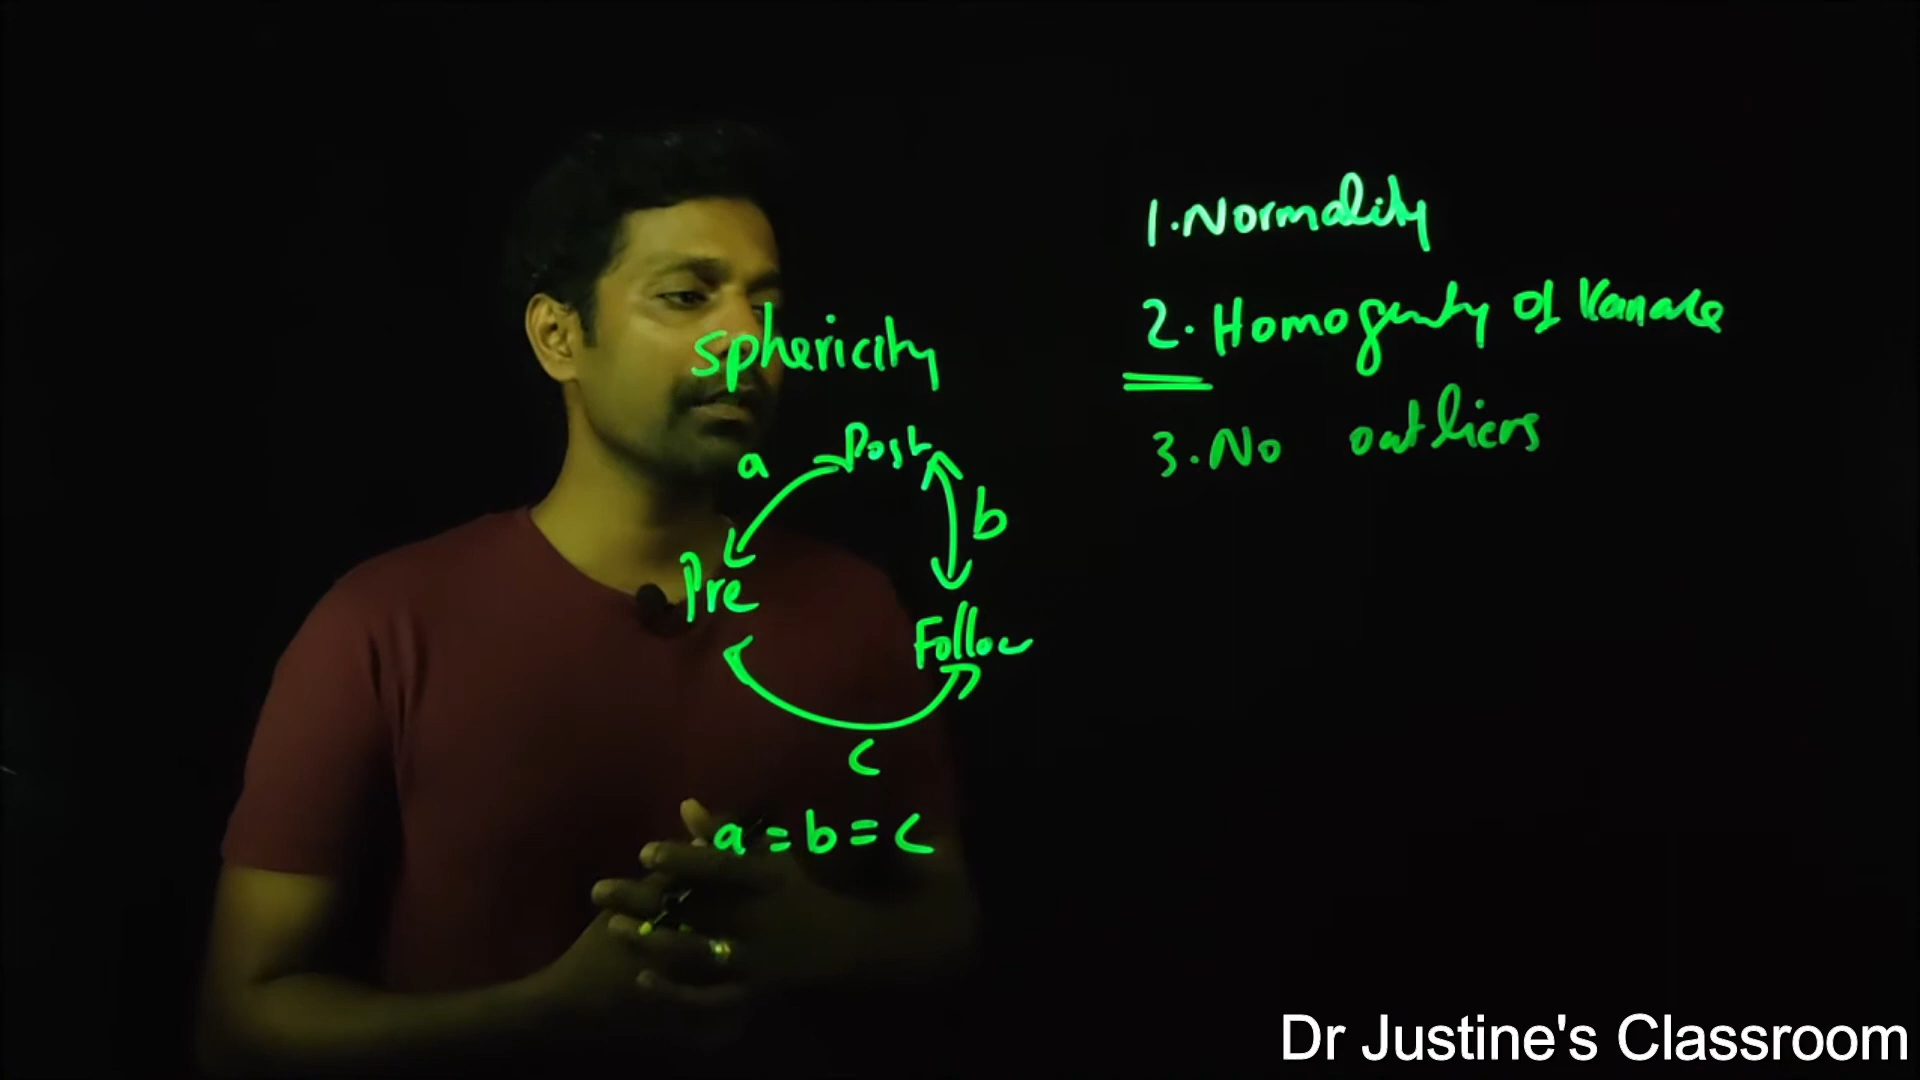 1. Normality
2. Homogenity of Variance
3. No outliers
sphericity
a
Post
b
Pre
Follow
c
a = b = c
Dr Justine's Classroom